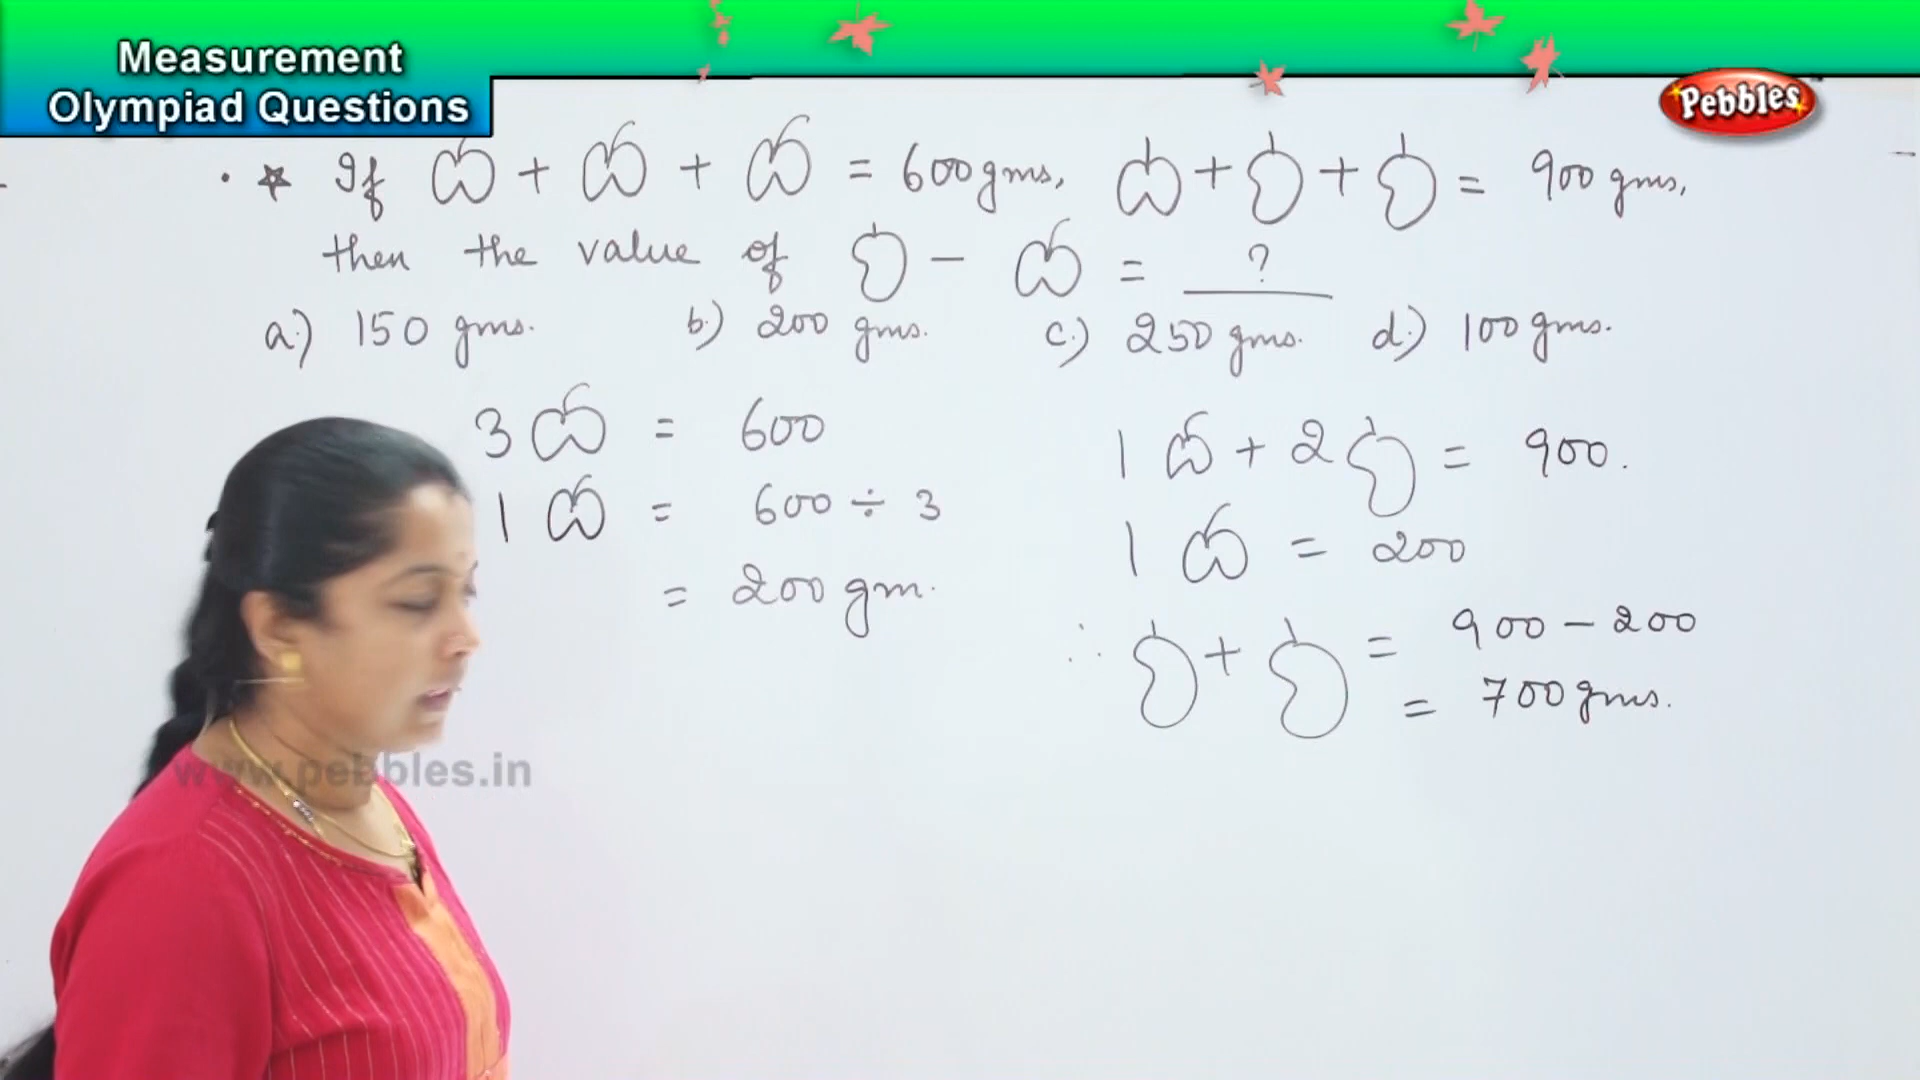 Measurement
Olympiad Questions
Pebbles
If + + = 600 gms, + + = 900 gms,
then the value of - = ?
a.) 150 gms. b.) 200 gms. c.) 250 gms. d.) 100 gms.
3 = 600
1 = 600 ÷ 3
= 200 gm.
1 + 2 = 900.
1 = 200
∴ + = 900 - 200
= 700 gms.
www.pebbles.in